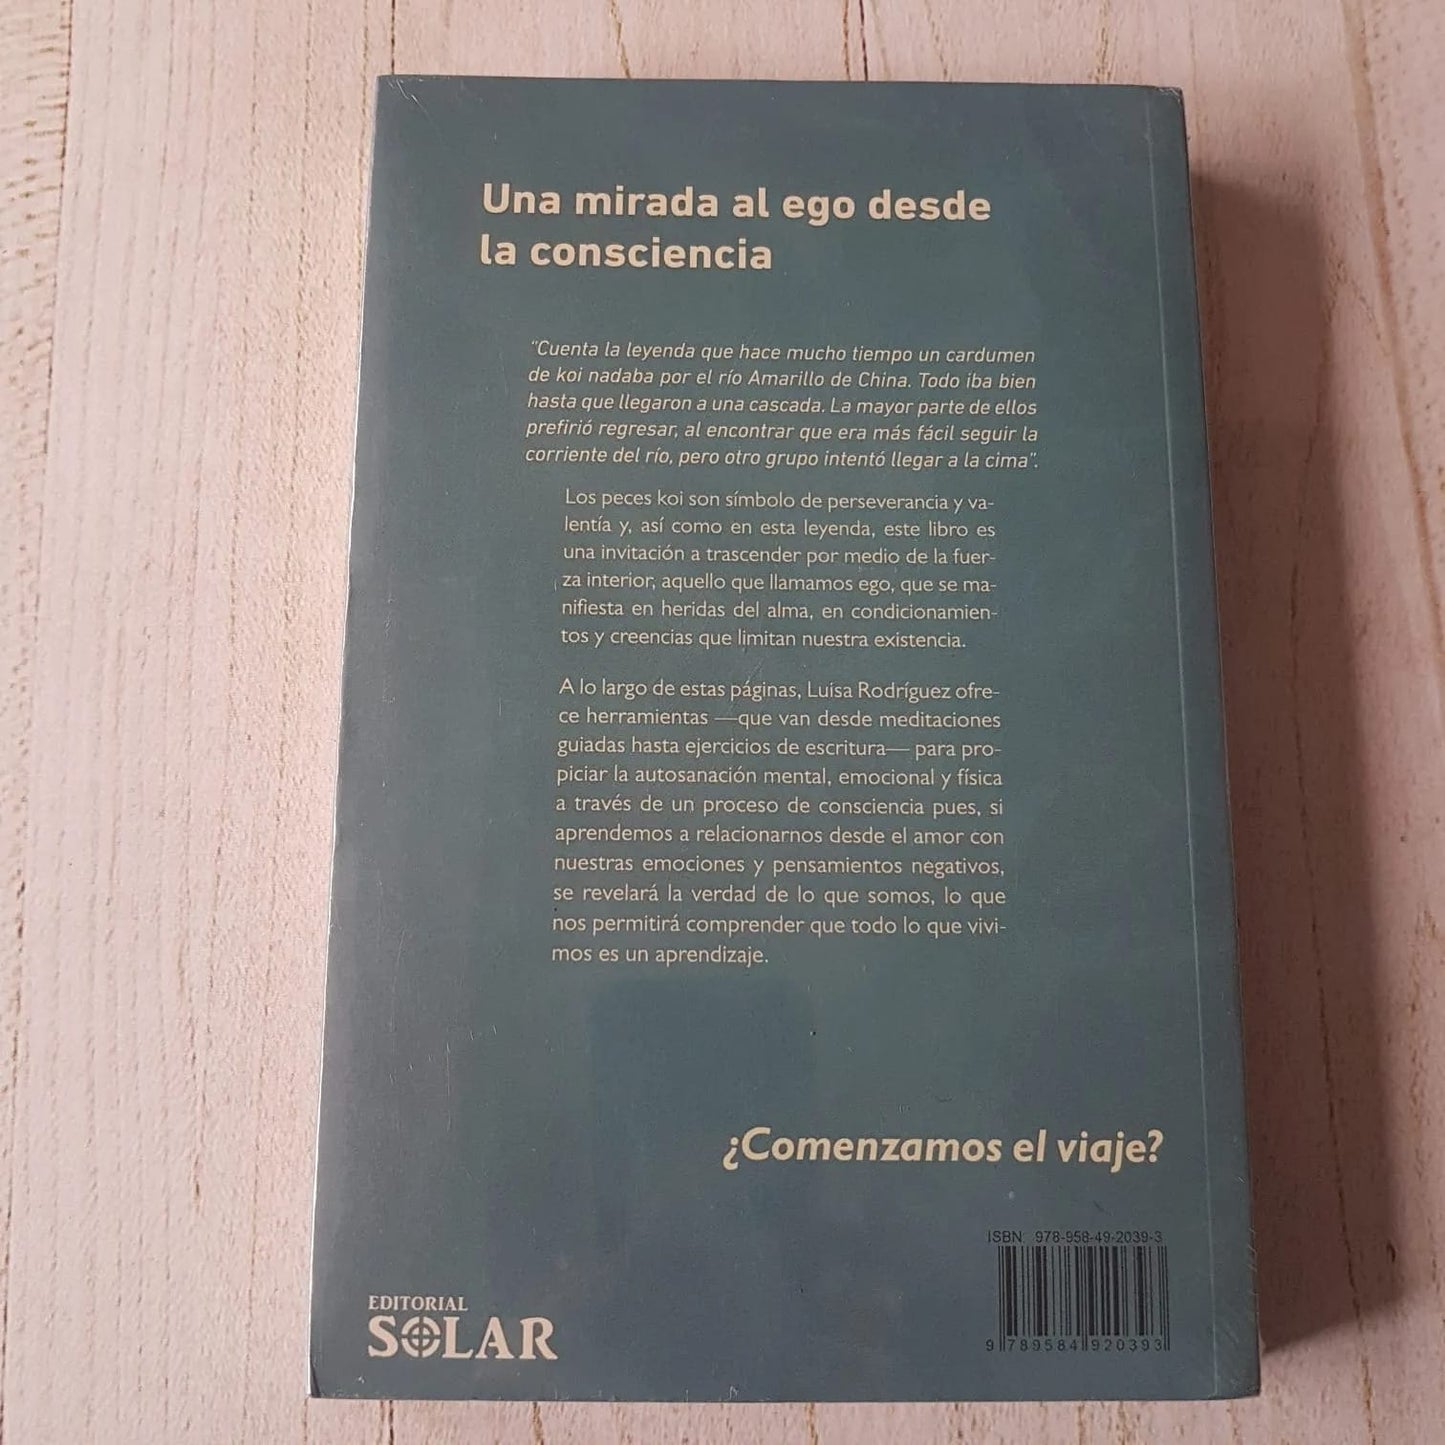 Una mirada al ego desde
la consciencia
"Cuenta la leyenda que hace mucho tiempo un cardumen
de koi nadaba por el río Amarillo de China. Todo iba bien
hasta que llegaron a una cascada. La mayor parte de ellos
prefirió regresar, al encontrar que era más fácil seguir la
corriente del río, pero otro grupo intentó llegar a la cima".
Los peces koi son símbolo de perseverancia y va-
lentía y, así como en esta leyenda, este libro es
una invitación a trascender por medio de la fuer-
za interior, aquello que llamamos ego, que se ma-
nifiesta en heridas del alma, en condicionamien-
tos y creencias que limitan nuestra existencia.
A lo largo de estas páginas, Luisa Rodríguez ofre-
ce herramientas —que van desde meditaciones
guiadas hasta ejercicios de escritura— para pro-
piciar la autosanación mental, emocional y física
a través de un proceso de consciencia pues, si
aprendemos a relacionarnos desde el amor con
nuestras emociones y pensamientos negativos,
se revelará la verdad de lo que somos, lo que
nos permitirá comprender que todo lo que vivi-
mos es un aprendizaje.
¿Comenzamos el viaje?
ISBN: 978-958-49-2039-3
9 789584 920393
EDITORIAL
SOLAR